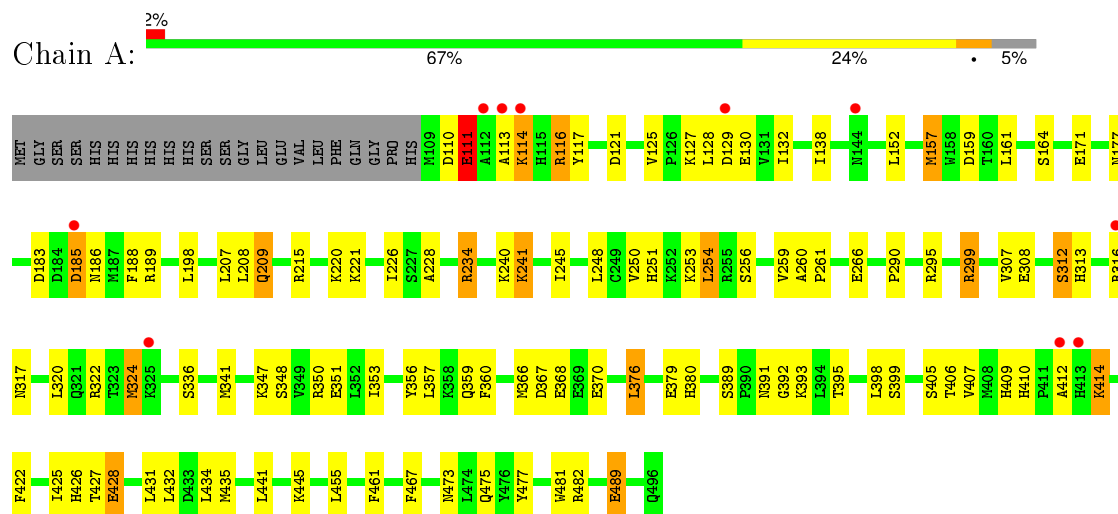 2%
Chain A:
67% 24% • 5%
MET GLY SER SER HIS HIS HIS HIS HIS HIS SER SER GLY LEU GLU VAL LEU PHE GLN GLY PRO HIS M109 D110 E111 A112 A113 K114 H115 R116 Y117 D121 V125 P126 K127 L128 D129 E130 V131 I132 I138 N144 L152 M157 W158 D159 T160 L161 S164 E171 N177
D183 D184 D185 N186 M187 F188 R189 L198 L207 L208 Q209 R215 K220 K221 I226 S227 A228 R234 K240 K241 I245 L248 C249 V250 H251 K252 K253 L254 R255 S256 V259 A260 P261 E266 P290 R295 R299 V307 E308 S312 H313 R316
N317 L320 Q321 R322 T323 M324 K325 S336 M341 K347 S348 V349 R350 E351 L352 I353 Y356 L357 K358 Q359 F360 M366 D367 E368 E369 E370 L376 E379 H380 S389 P390 N391 G392 K393 L394 T395 L398 S399 S405 T406 V407 M408 H409 H410 P411 A412 H413 K414
F422 I425 H426 T427 E428 L431 L432 D433 L434 M435 L441 K445 L455 F461 F467 N473 L474 Q475 Y476 Y477 W481 R482 E489 Q496